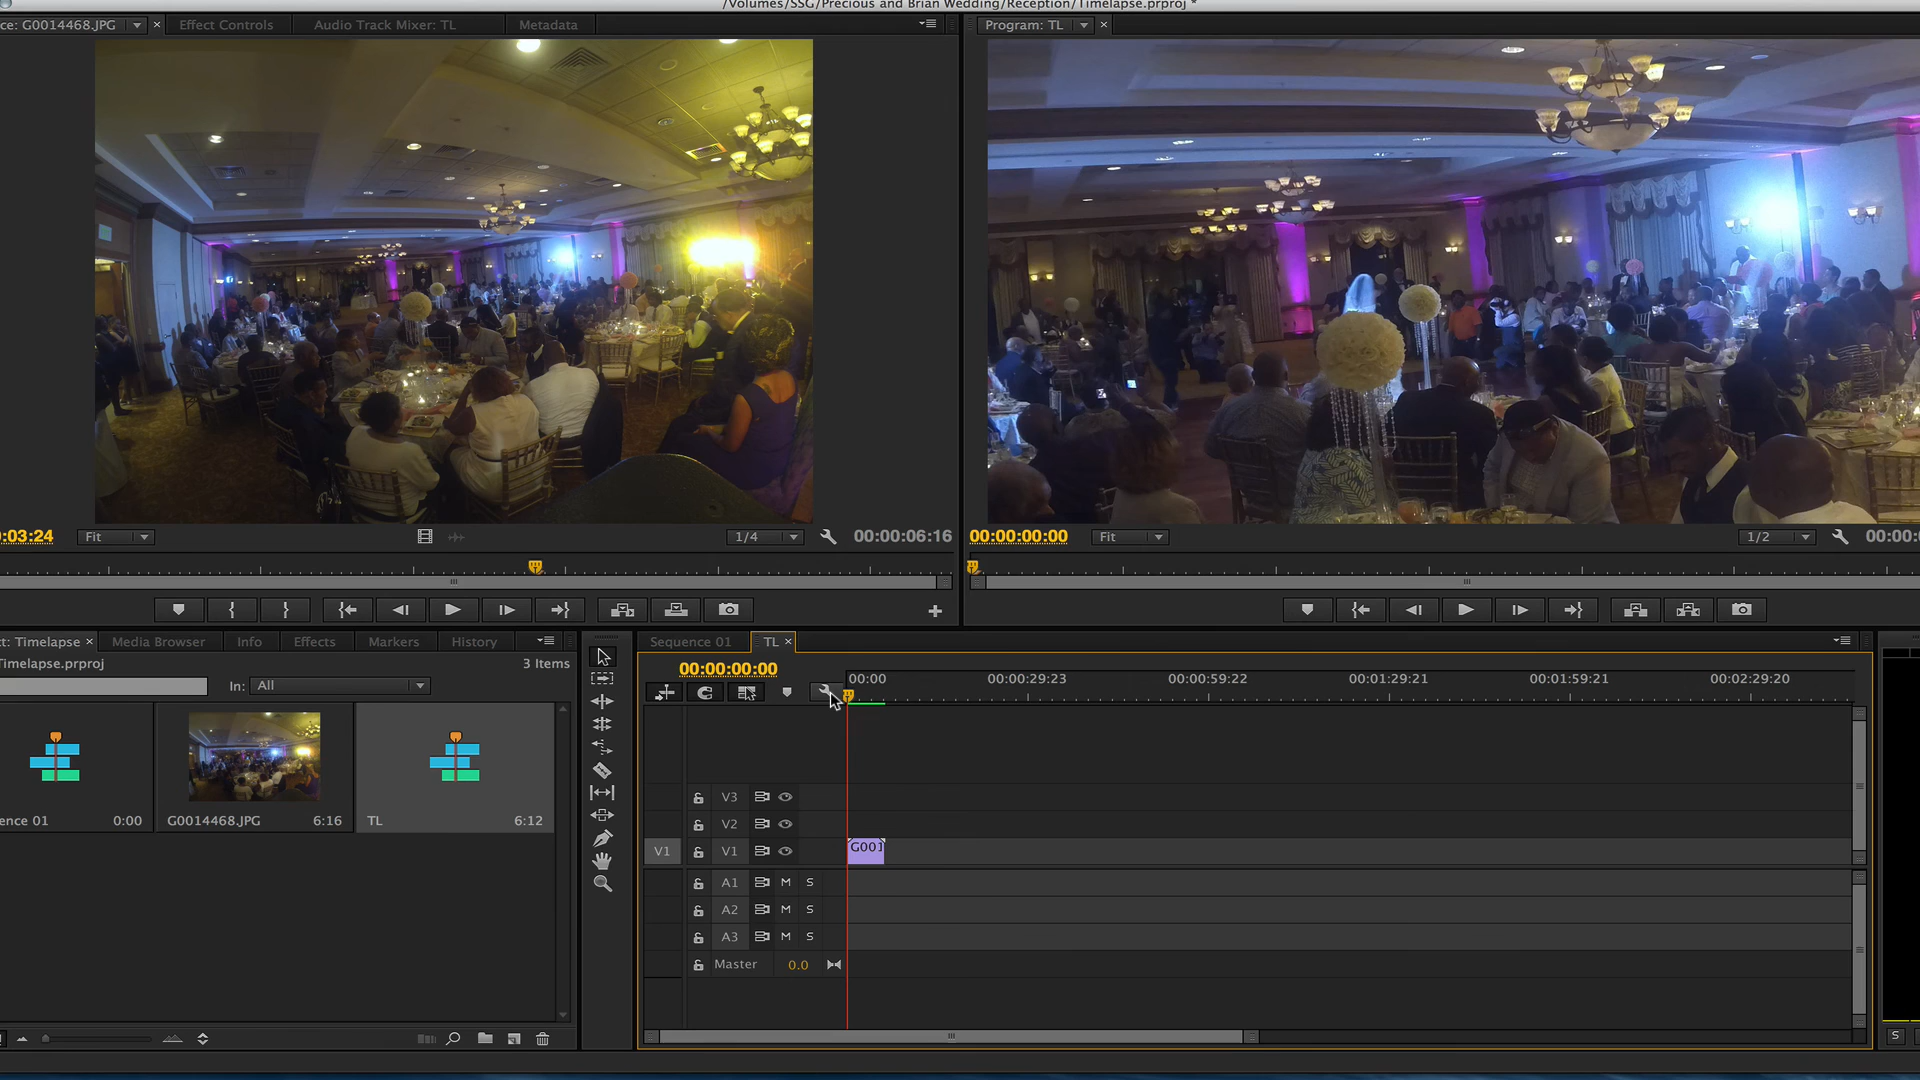 /Volumes/SSG/Precious and Brian Wedding/Reception/Timelapse.prproj *
ce: G0014468.JPG × Effect Controls Audio Track Mixer: TL Metadata
Program: TL ×
:03:24 Fit 1/4 00:00:06:16
00:00:00:00 Fit 1/2 00:00:
ct: Timelapse × Media Browser Info Effects Markers History
Timelapse.prproj 3 Items
In: All
ence 01 0:00
G0014468.JPG 6:16
TL 6:12
Sequence 01 TL ×
00:00:00:00
00:00 00:00:29:23 00:00:59:22 00:01:29:21 00:01:59:21 00:02:29:20
V3
V2
V1 V1 G001
A1 M S
A2 M S
A3 M S
Master 0.0
S